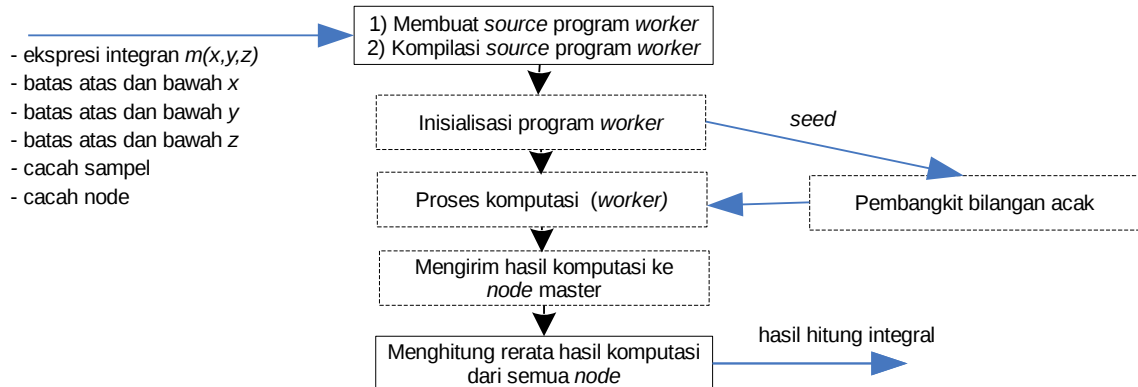 1) Membuat source program worker
2) Kompilasi source program worker
- ekspresi integran m(x,y,z)
- batas atas dan bawah x
- batas atas dan bawah y
- batas atas dan bawah z
- cacah sampel
- cacah node
Inisialisasi program worker
seed
Proses komputasi (worker)
Pembangkit bilangan acak
Mengirim hasil komputasi ke
node master
Menghitung rerata hasil komputasi
dari semua node
hasil hitung integral